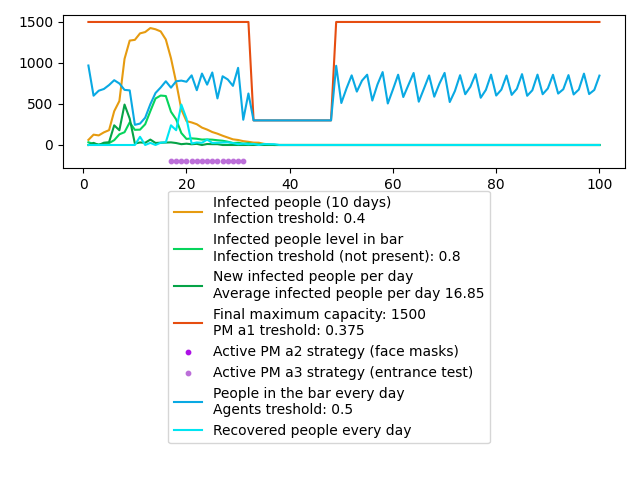 1500
1000
500
0
0
20
40
60
80
100
Infected people (10 days)
Infection treshold: 0.4
Infected people level in bar
Infection treshold (not present): 0.8
New infected people per day
Average infected people per day 16.85
Final maximum capacity: 1500
PM a1 treshold: 0.375
Active PM a2 strategy (face masks)
Active PM a3 strategy (entrance test)
People in the bar every day
Agents treshold: 0.5
Recovered people every day